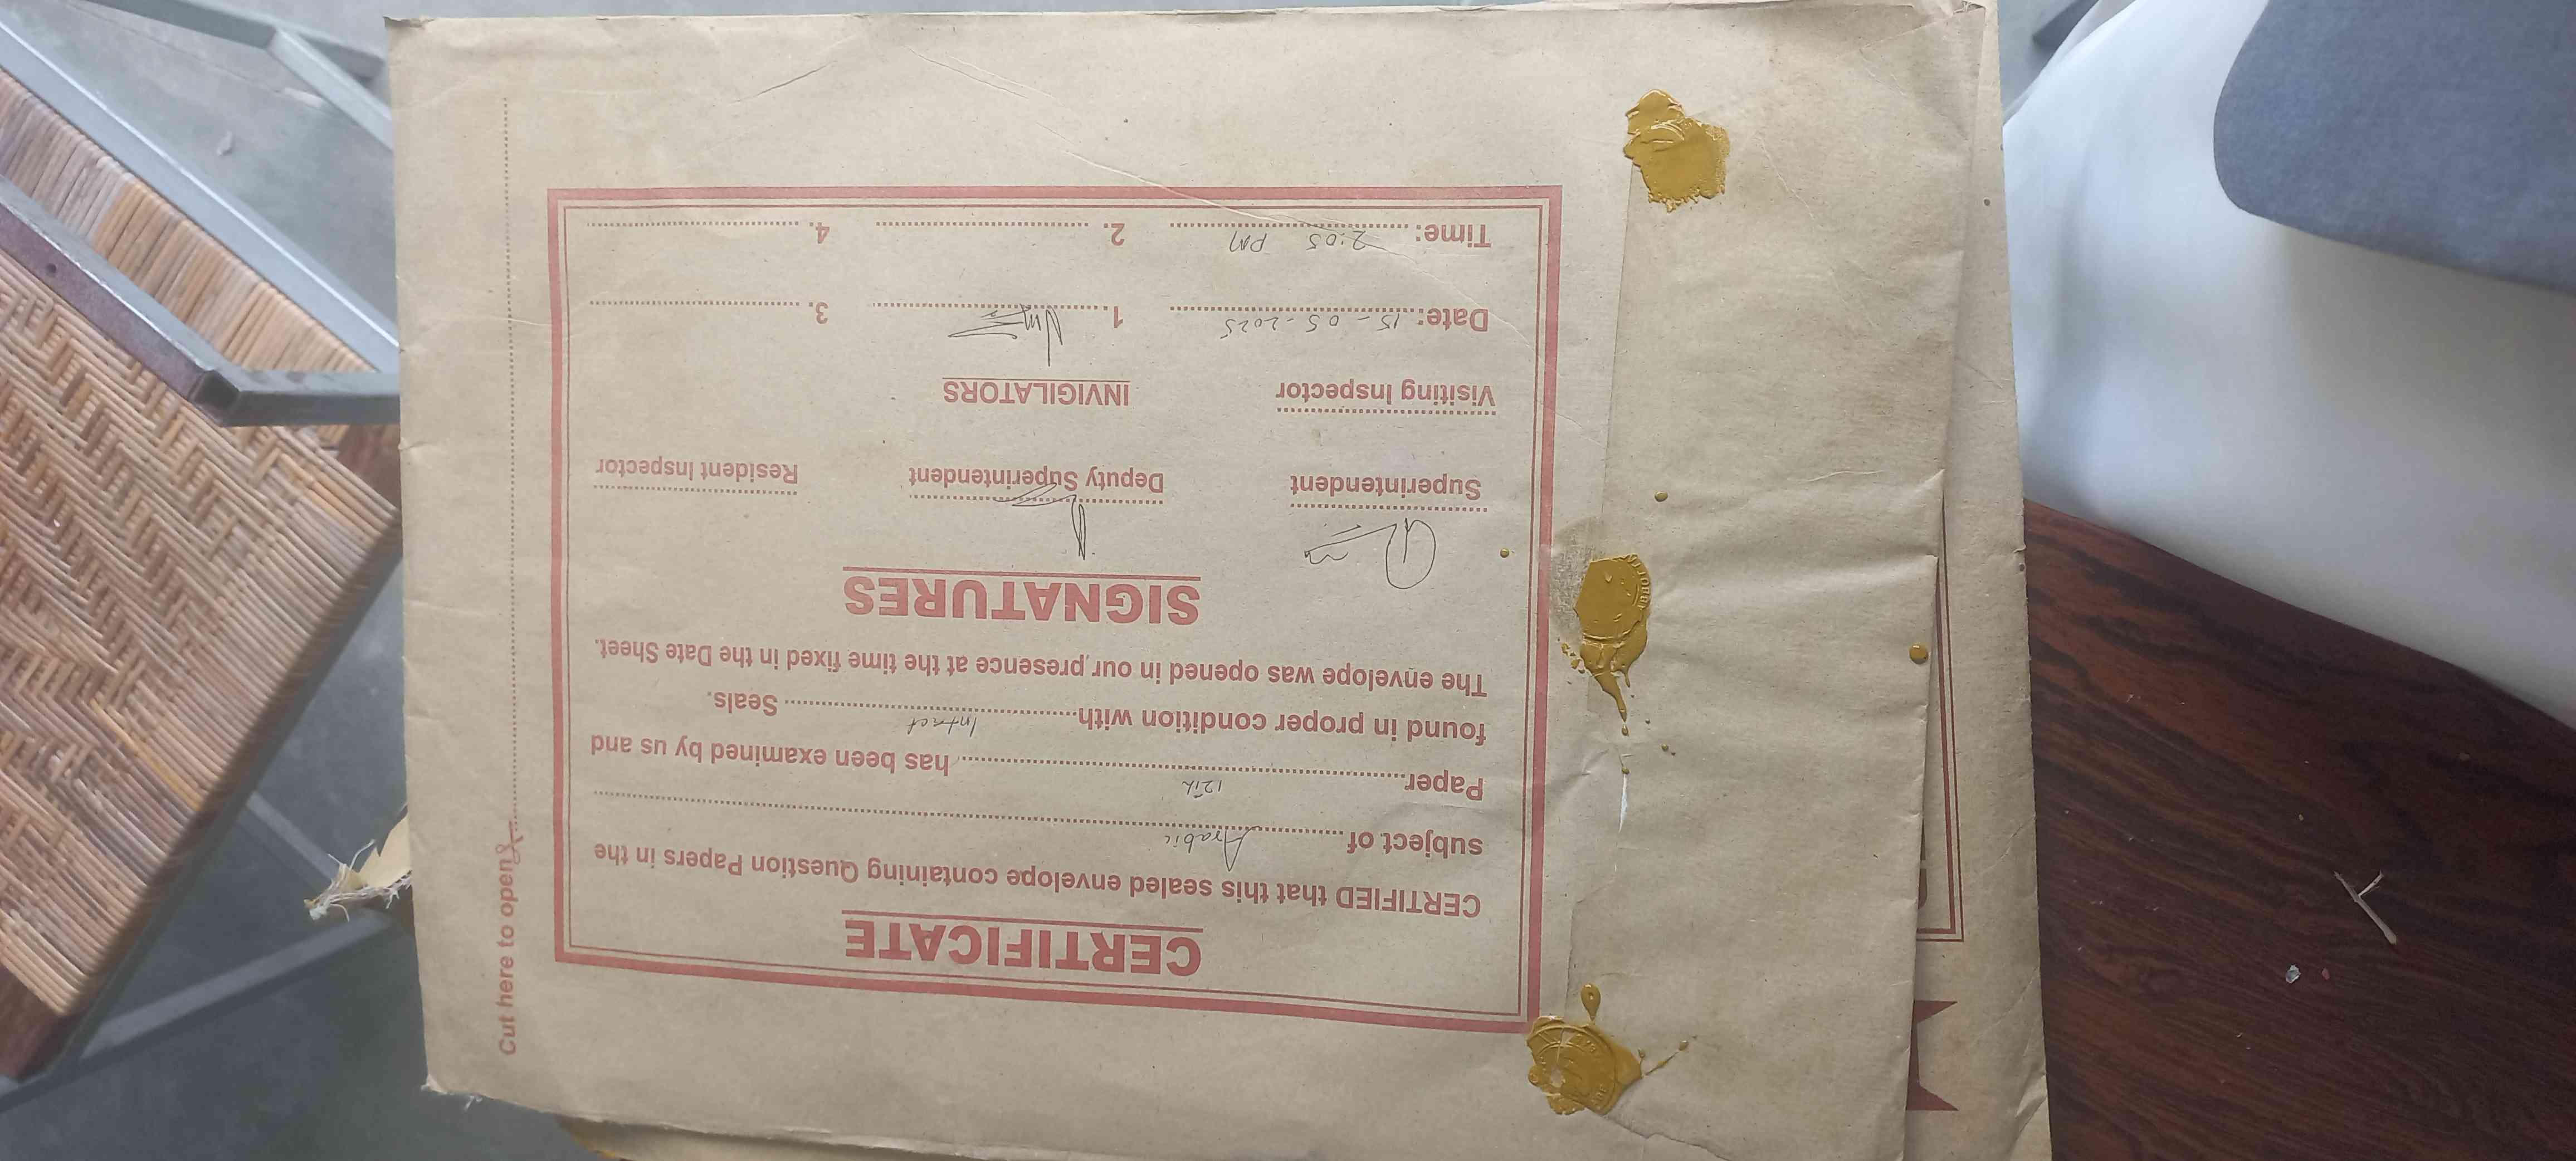 CERTIFICATE
CERTIFIED that this sealed envelope containing Question Papers in the
subject of Arabic
Paper 12th has been examined by us and
found in proper condition with Intact Seals.
The envelope was opened in our presence at the time fixed in the Date Sheet.
SIGNATURES
Superintendent Deputy Superintendent Resident Inspector
Visiting Inspector INVIGILATORS
Date: 15-05-2025 1. 3.
Time: 2:05 PM 2. 4.
Cut here to open